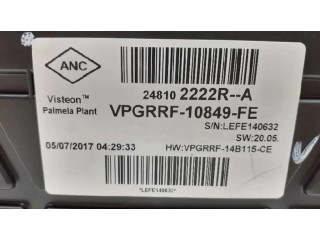 ANC
24810 2222R--A
Visteon™
Palmela Plant
VPGRRF-10849-FE
S/N:LEFE140632
SW:20.05.
05/07/2017 04:29:33
HW:VPGRRF-14B115-CE
*LEFE140632*